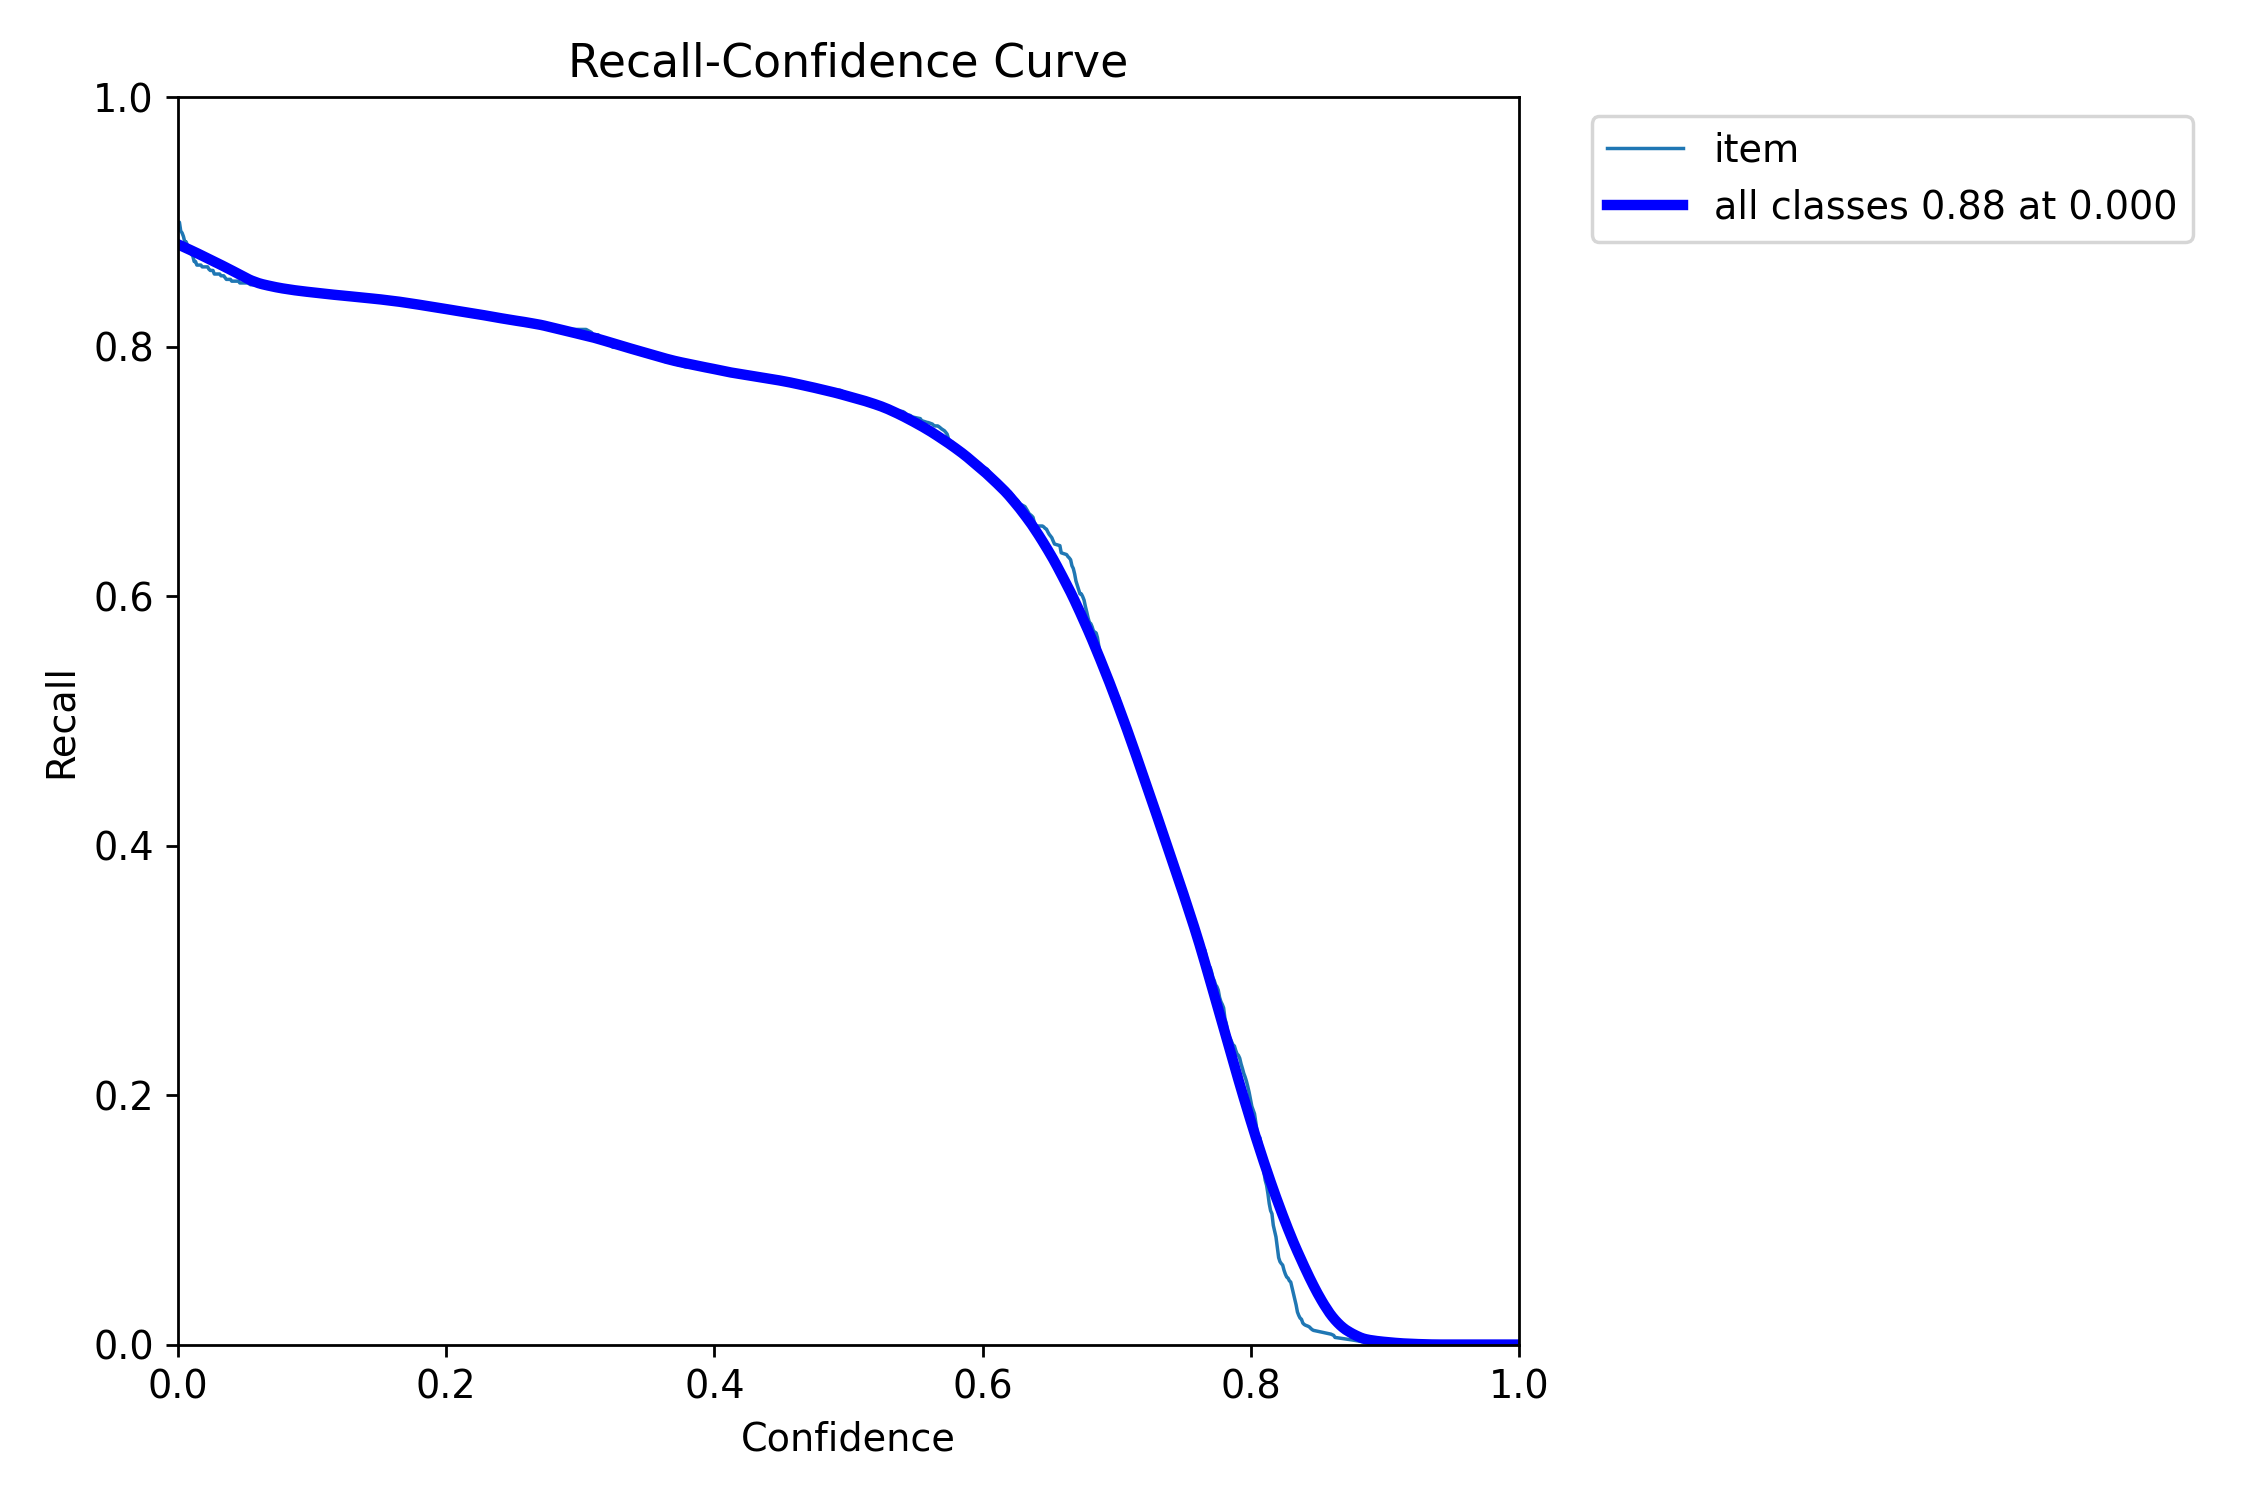 Recall-Confidence Curve
1.0
0.8
0.6
0.4
0.2
0.0
Recall
0.0 0.2 0.4 0.6 0.8 1.0
Confidence
item
all classes 0.88 at 0.000